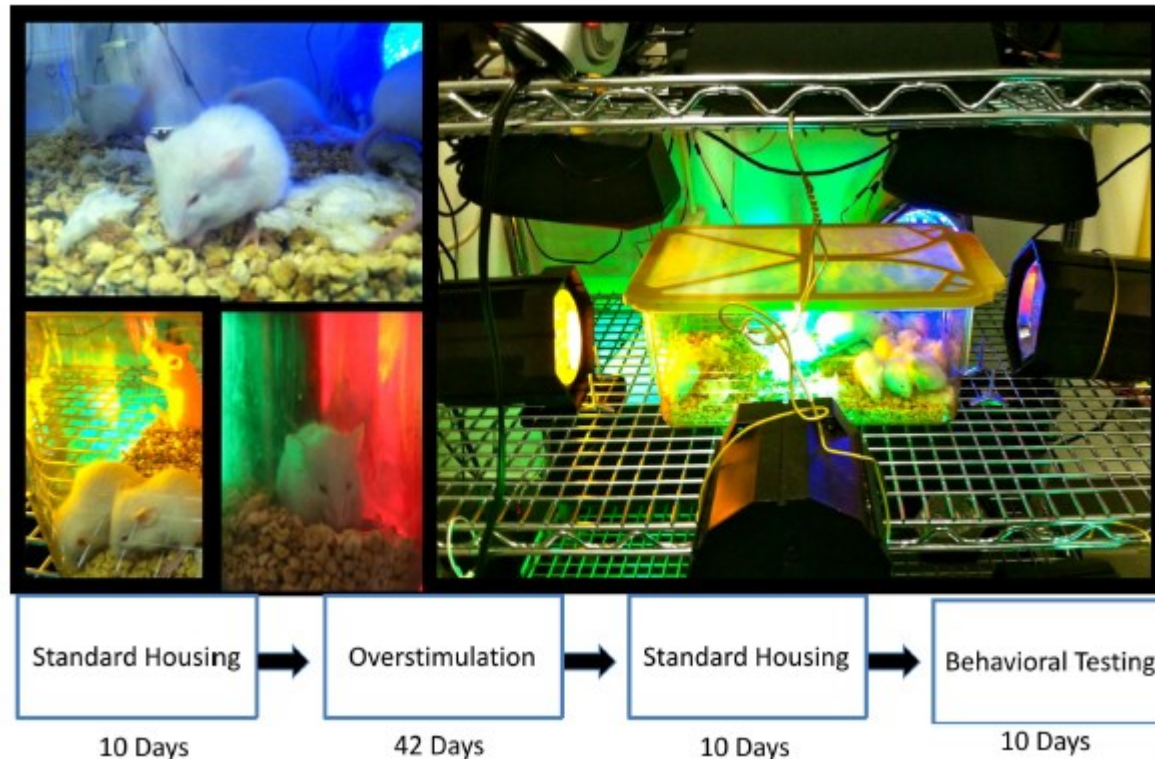 Standard Housing
Overstimulation
Standard Housing
Behavioral Testing
10 Days
42 Days
10 Days
10 Days